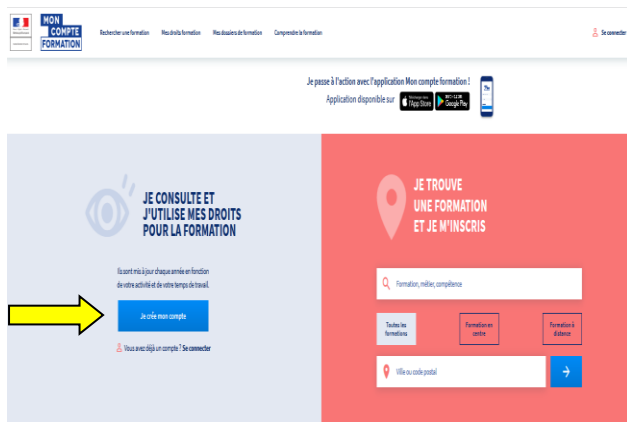 MON
COMPTE
FORMATION
Rechercher une formation Mes droits formation Mes dossiers de formation Comprendre la formation
Se connecter
Je passe à l'action avec l'application Mon compte formation !
Application disponible sur
l'App Store
Google Play
JE CONSULTE ET
J'UTILISE MES DROITS
POUR LA FORMATION
Ils sont mis à jour chaque année en fonction
de votre activité et de votre temps de travail.
Je crée mon compte
Vous avez déjà un compte ? Se connecter
JE TROUVE
UNE FORMATION
ET JE M'INSCRIS
Formation, métier, compétence
Toutes les
formations
Formation en
centre
Formation à
distance
Ville ou code postal